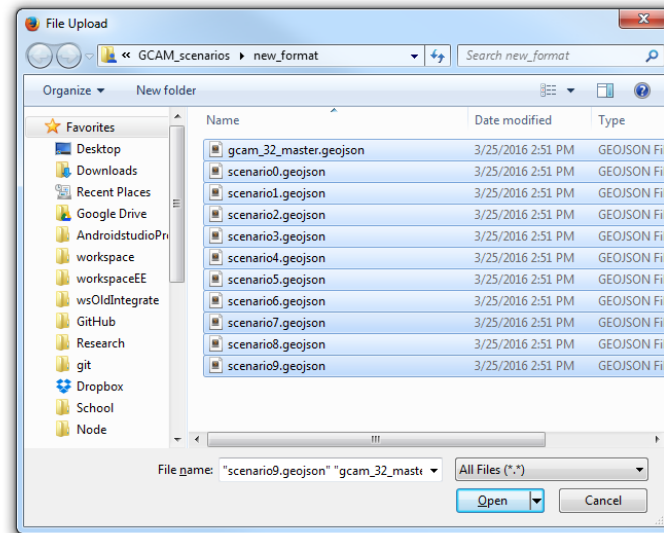 File Upload
« GCAM_scenarios ▸ new_format
Search new_format
Organize
New folder
Name
Date modified
Type
Favorites
Desktop
Downloads
Recent Places
Google Drive
AndroidstudioPr
workspace
workspaceEE
wsOldIntegrate
GitHub
Research
git
Dropbox
School
Node
gcam_32_master.geojson 3/25/2016 2:51 PM GEOJSON Fi
scenario0.geojson 3/25/2016 2:51 PM GEOJSON Fi
scenario1.geojson 3/25/2016 2:51 PM GEOJSON Fi
scenario2.geojson 3/25/2016 2:51 PM GEOJSON Fi
scenario3.geojson 3/25/2016 2:51 PM GEOJSON Fi
scenario4.geojson 3/25/2016 2:51 PM GEOJSON Fi
scenario5.geojson 3/25/2016 2:51 PM GEOJSON Fi
scenario6.geojson 3/25/2016 2:51 PM GEOJSON Fi
scenario7.geojson 3/25/2016 2:51 PM GEOJSON Fi
scenario8.geojson 3/25/2016 2:51 PM GEOJSON Fi
scenario9.geojson 3/25/2016 2:51 PM GEOJSON Fi
File name: "scenario9.geojson" "gcam_32_maste
All Files (*.*)
Open
Cancel